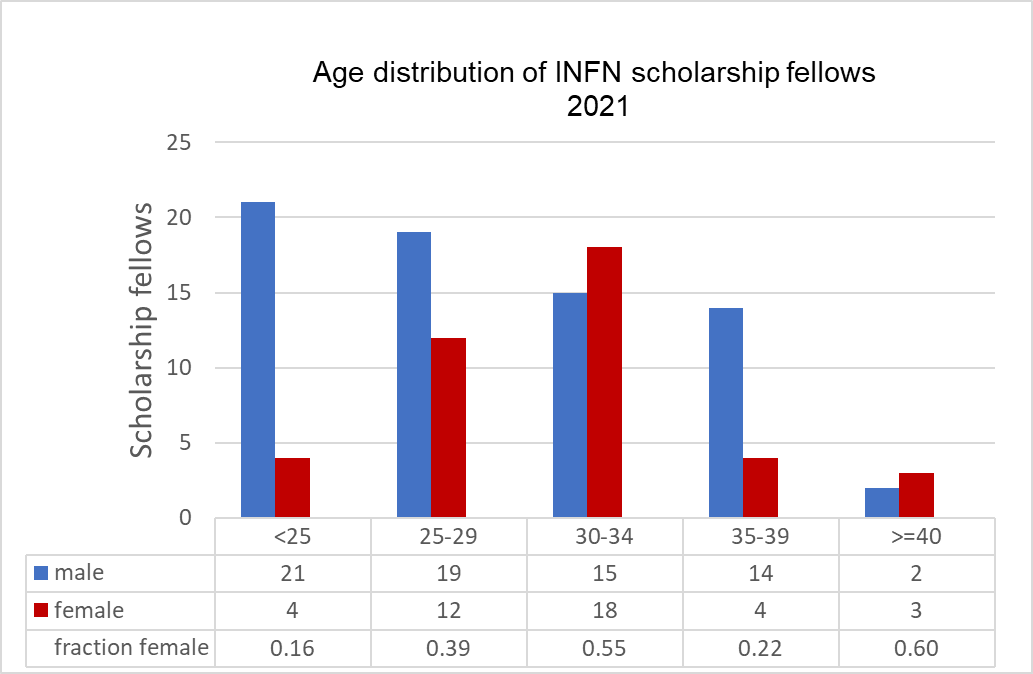 Age distribution of INFN scholarship fellows
2021
Scholarship fellows
25
20
15
10
5
0
<25 25-29 30-34 35-39 >=40
male 21 19 15 14 2
female 4 12 18 4 3
fraction female 0.16 0.39 0.55 0.22 0.60